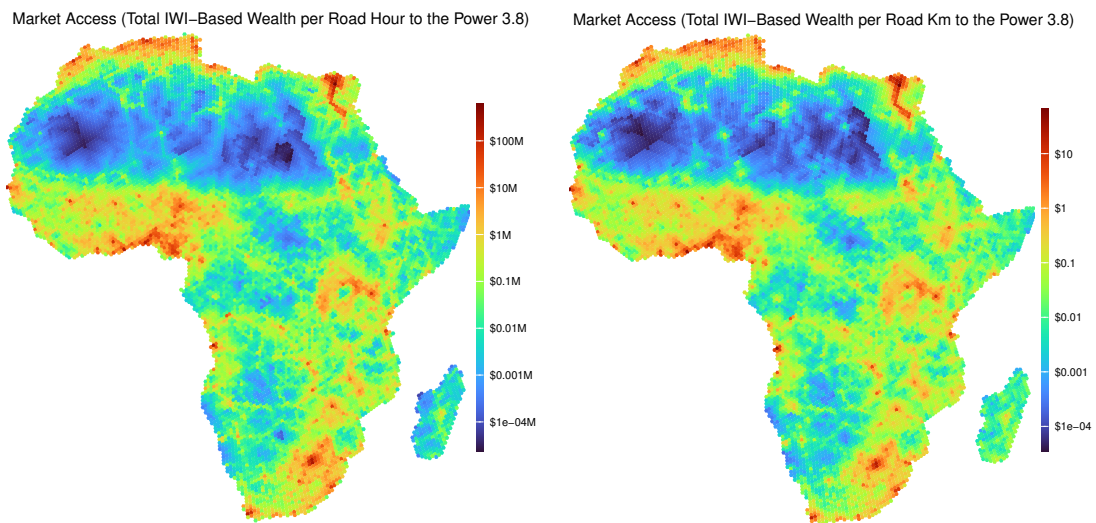 Market Access (Total IWI−Based Wealth per Road Hour to the Power 3.8)
$100M
$10M
$1M
$0.1M
$0.01M
$0.001M
$1e−04M
Market Access (Total IWI−Based Wealth per Road Km to the Power 3.8)
$10
$1
$0.1
$0.01
$0.001
$1e−04